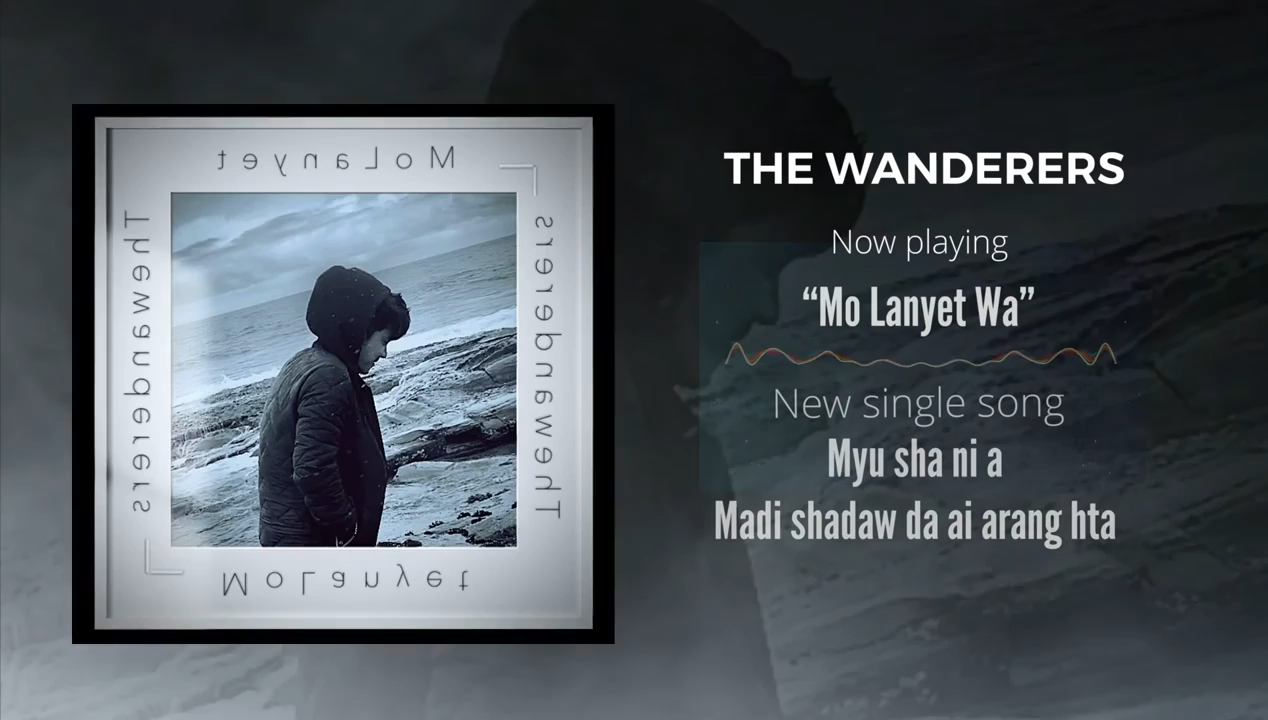 MoLanyet
Thewanderers
Thewanderers
MoLanyet
THE WANDERERS
Now playing
“Mo Lanyet Wa”
New single song
Myu sha ni a
Madi shadaw da ai arang hta